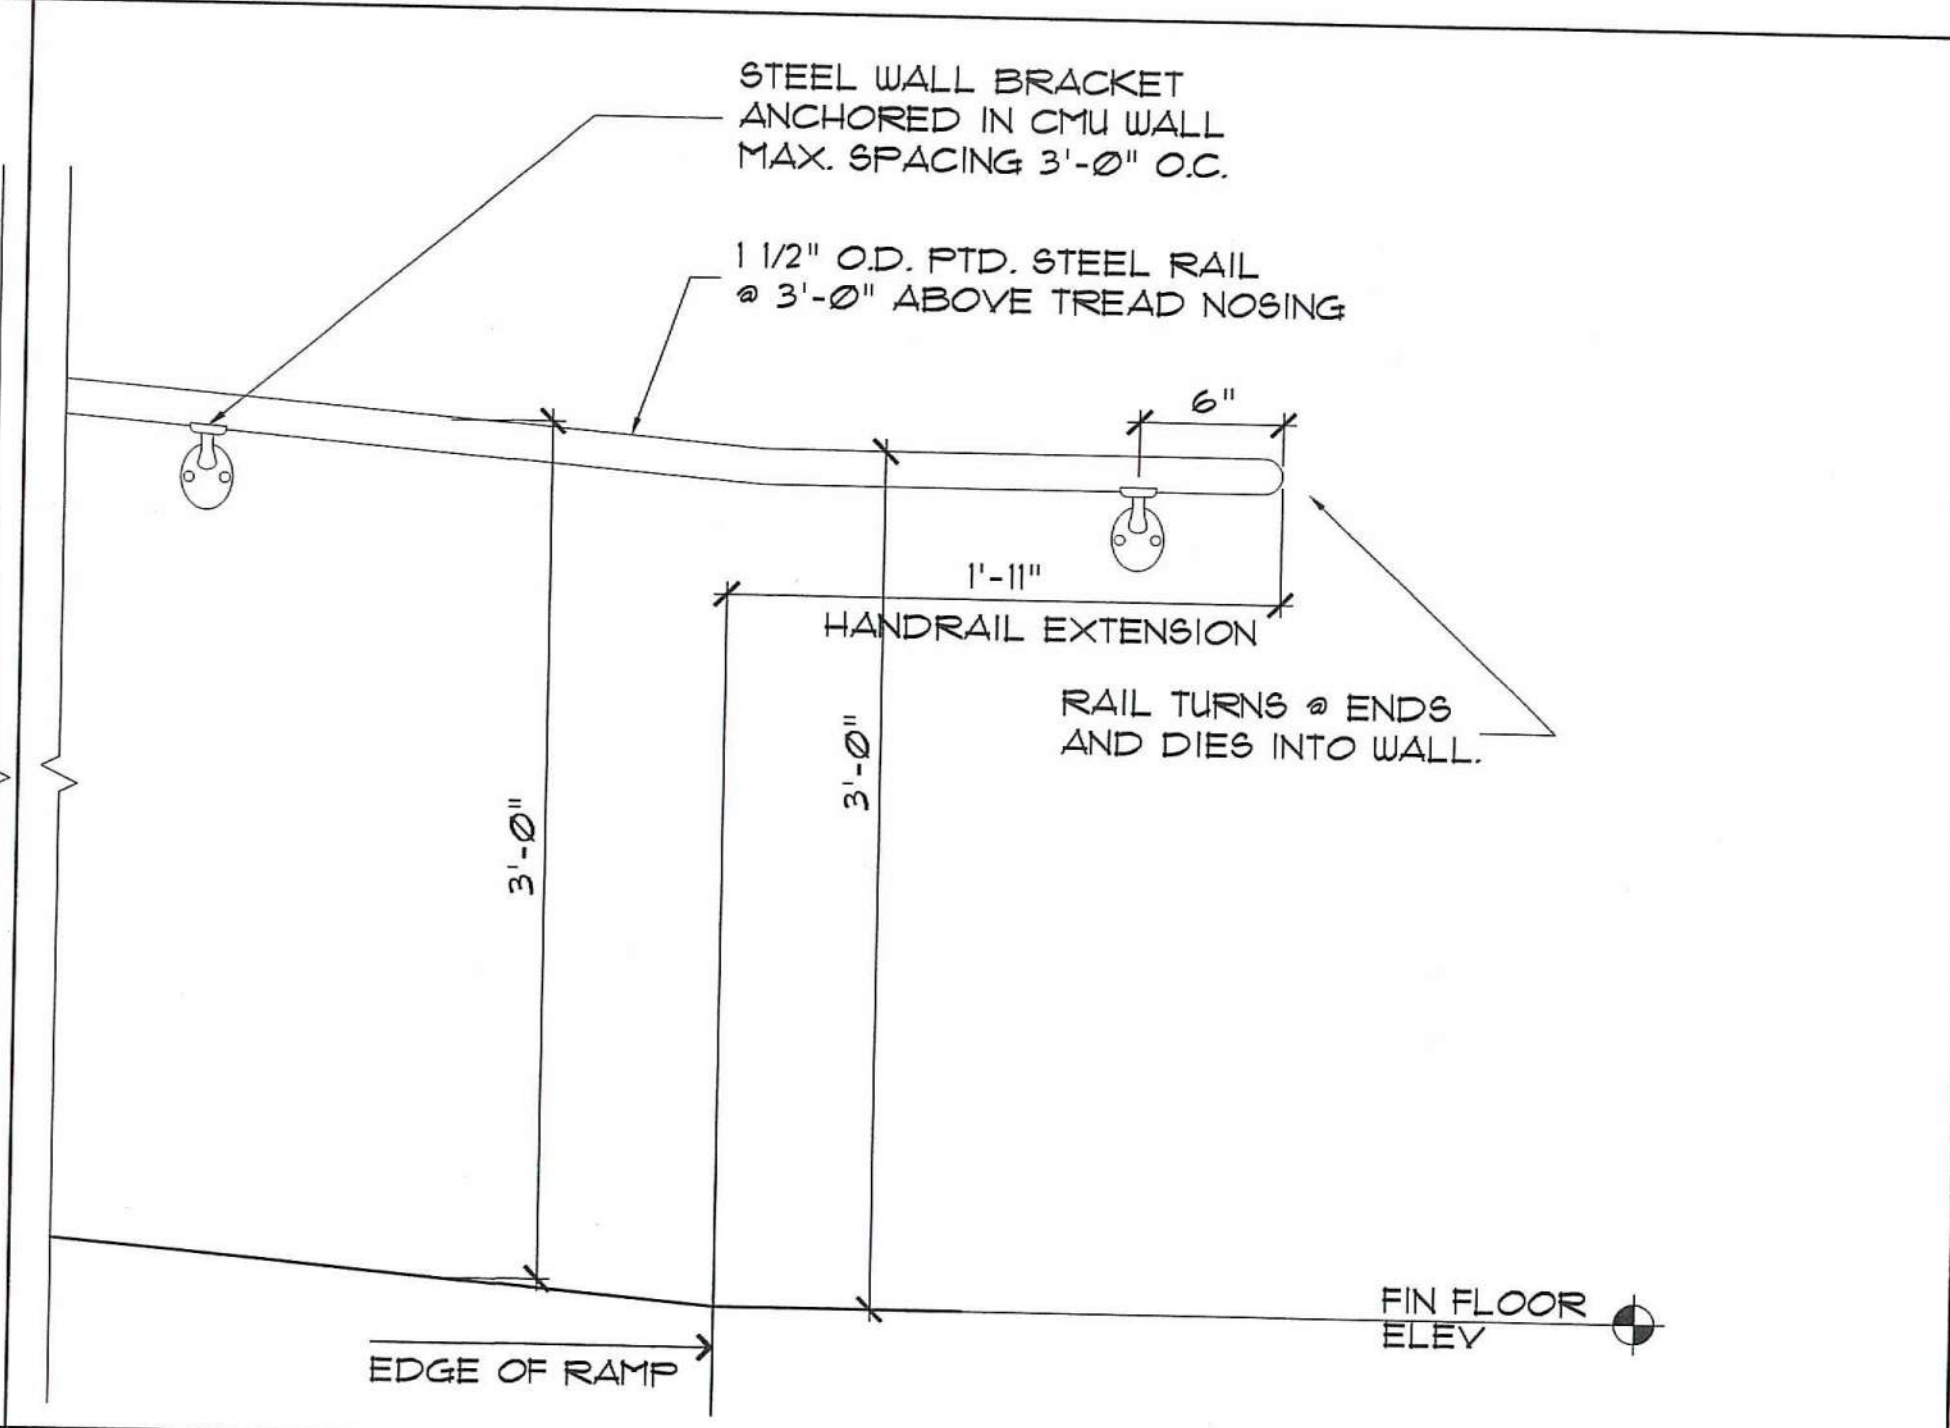 STEEL WALL BRACKET
ANCHORED IN CMU WALL
MAX. SPACING 3'-0" O.C.
1 1/2" O.D. PTD. STEEL RAIL
@ 3'-0" ABOVE TREAD NOSING
6"
1'-11"
HANDRAIL EXTENSION
RAIL TURNS @ ENDS
AND DIES INTO WALL.
3'-0"
3'-0"
FIN FLOOR
ELEV
EDGE OF RAMP